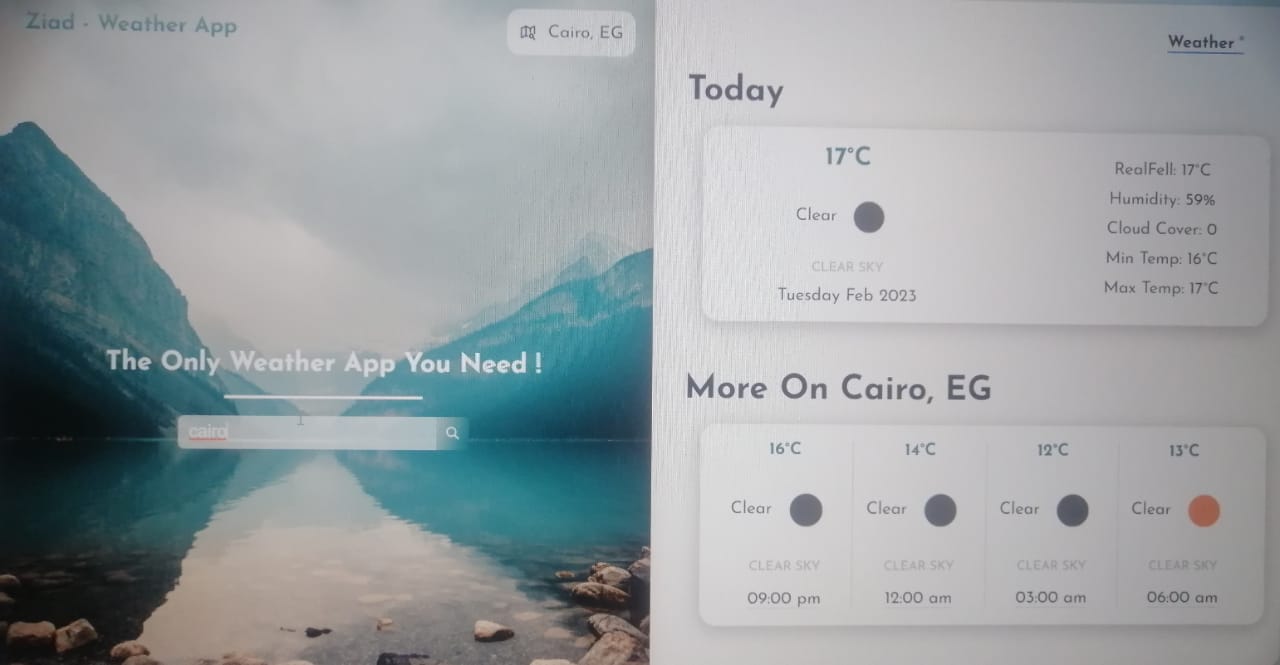 Ziad - Weather App
Cairo, EG
The Only Weather App You Need !
cairo
Weather °
Today
17°C
Clear
CLEAR SKY
Tuesday Feb 2023
RealFell: 17°C
Humidity: 59%
Cloud Cover: 0
Min Temp: 16°C
Max Temp: 17°C
More On Cairo, EG
16°C 14°C 12°C 13°C
Clear Clear Clear Clear
CLEAR SKY CLEAR SKY CLEAR SKY CLEAR SKY
09:00 pm 12:00 am 03:00 am 06:00 am